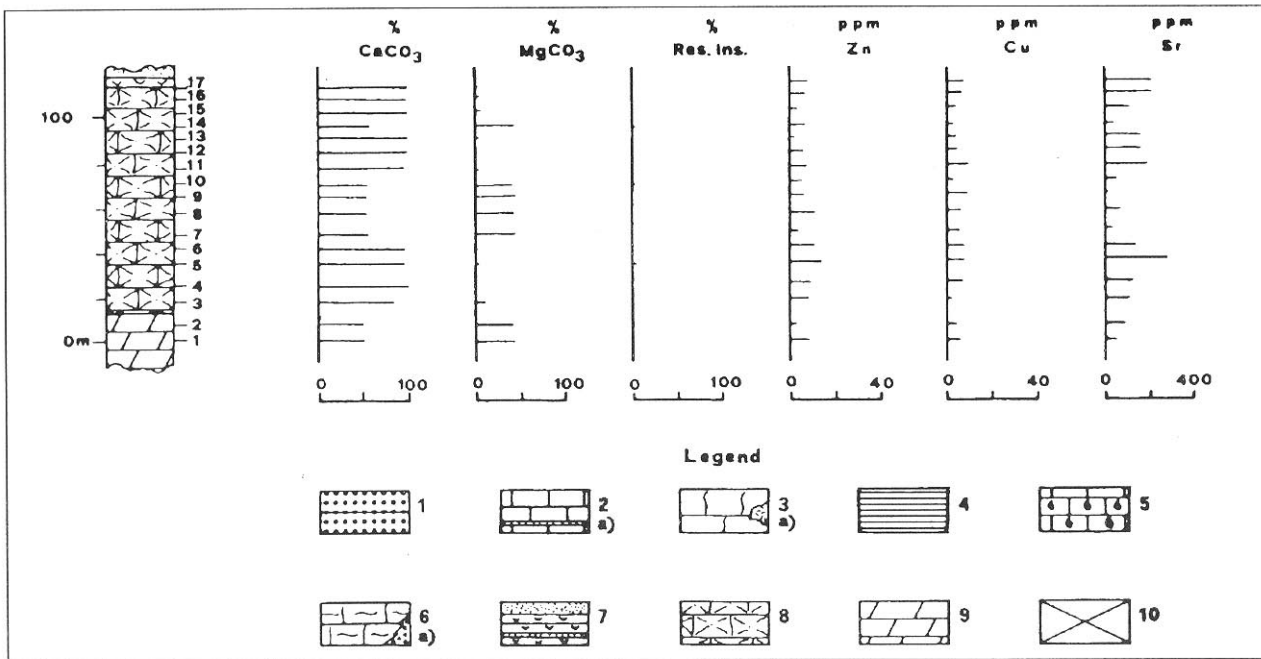 % % % ppm ppm ppm
CaCO3 MgCO3 Res. Ins. Zn Cu Sr
17
16
100 15
14
13
12
11
10
9
8
7
6
5
4
3
2
0m 1
0 100 0 100 0 100 0 40 0 40 0 400
Legend
1 2 a) 3 a) 4 5
6 a) 7 8 9 10